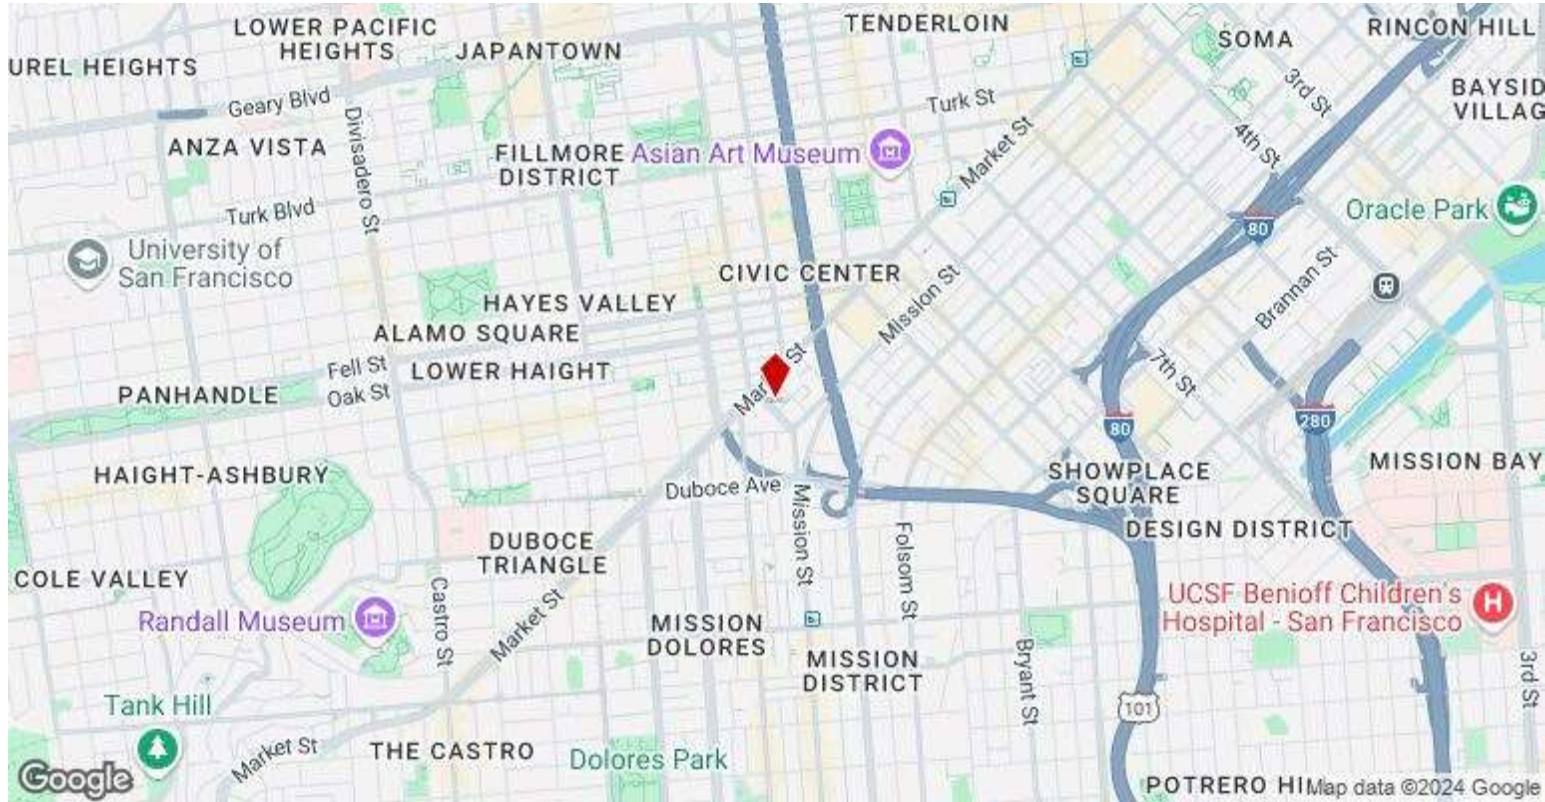 LOWER PACIFIC
HEIGHTS
JAPANTOWN
TENDERLOIN
SOMA
RINCON HILL
UREL HEIGHTS
Geary Blvd
Turk St
3rd St
BAYSID
VILLAG
ANZA VISTA
Divisadero St
FILLMORE
DISTRICT
Asian Art Museum
Market St
4th St
Turk Blvd
Oracle Park
University of
San Francisco
80
CIVIC CENTER
Mission St
Brannan St
HAYES VALLEY
ALAMO SQUARE
Fell St
LOWER HAIGHT
Oak St
PANHANDLE
Mar
St
7th St
80
280
HAIGHT-ASHBURY
Duboce Ave
Mission St
SHOWPLACE
SQUARE
MISSION BAY
DESIGN DISTRICT
DUBOCE
TRIANGLE
Folsom St
COLE VALLEY
Castro St
Market St
Randall Museum
UCSF Benioff Children's
Hospital - San Francisco
H
MISSION
DOLORES
MISSION
DISTRICT
Bryant St
3rd St
Tank Hill
101
Market St
THE CASTRO
Dolores Park
Google
POTRERO HI
Map data ©2024 Google